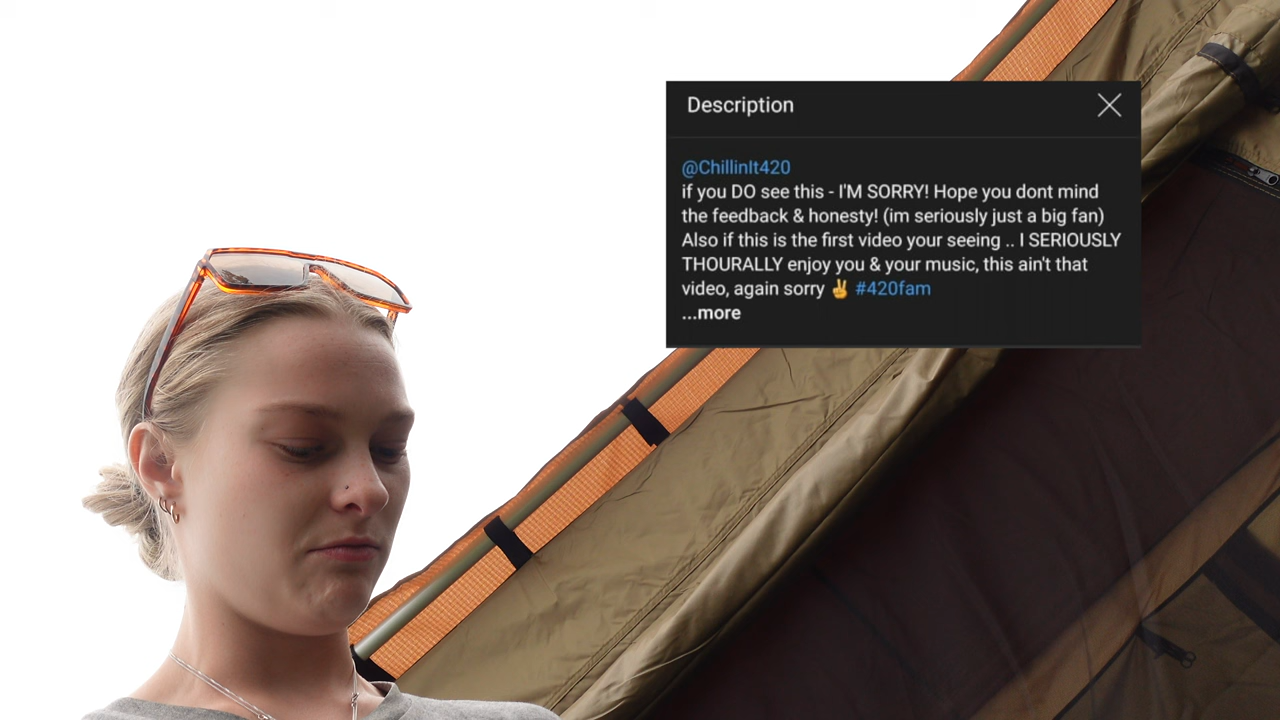 Description
@ChillinIt420
if you DO see this - I'M SORRY! Hope you dont mind
the feedback & honesty! (im seriously just a big fan)
Also if this is the first video your seeing .. I SERIOUSLY
THOURALLY enjoy you & your music, this ain't that
video, again sorry ✌️ #420fam
...more